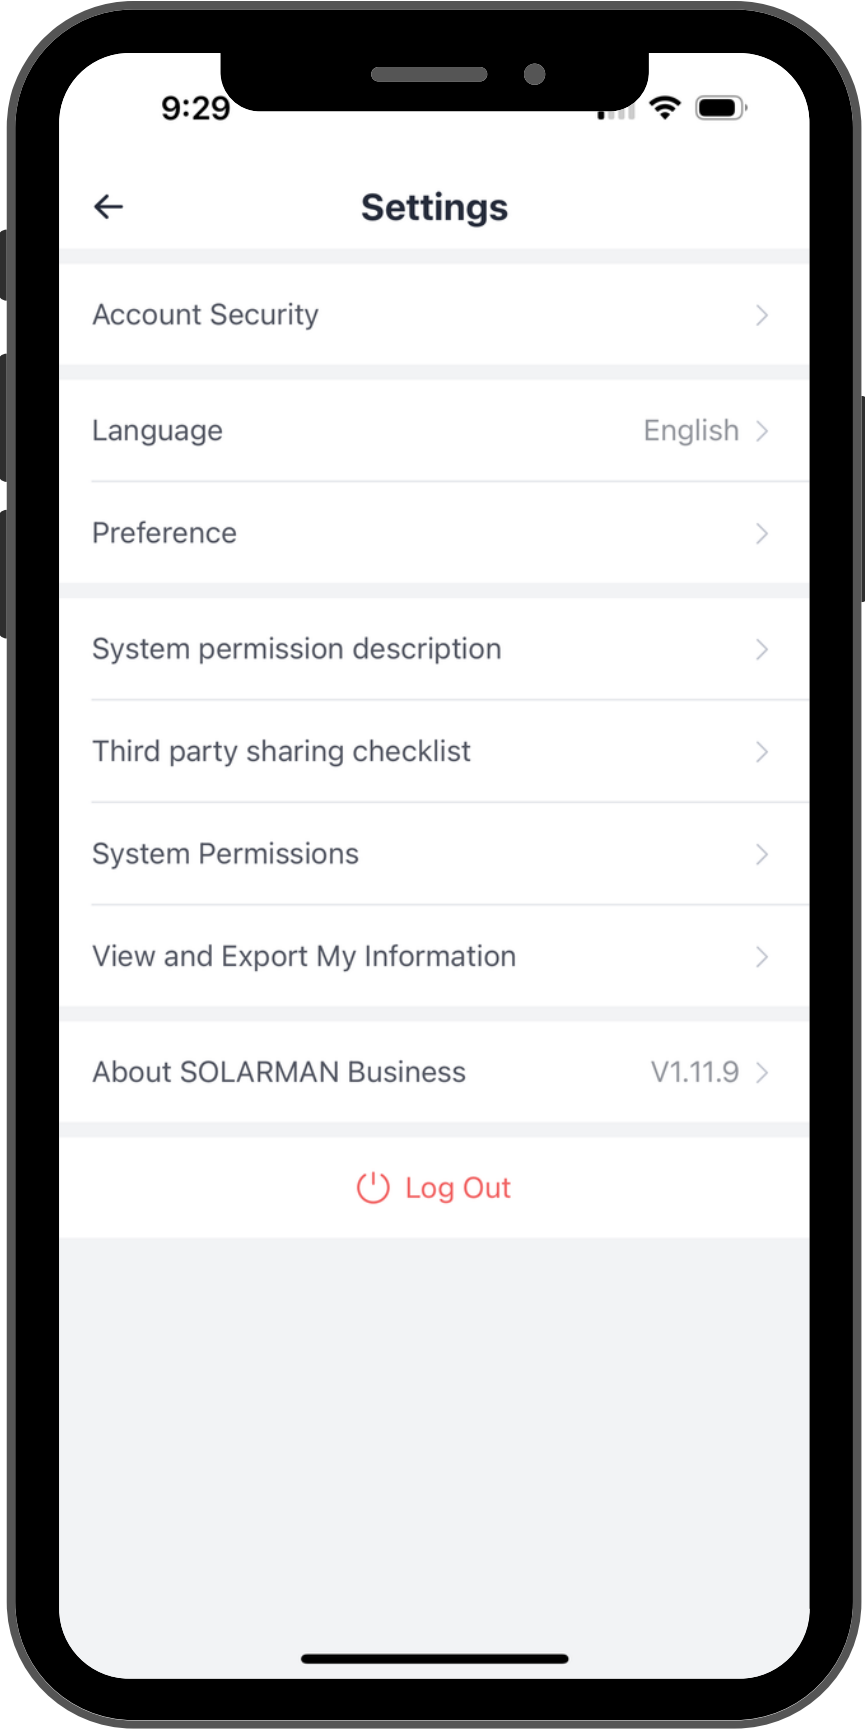 9:29
Settings
Account Security
Language English
Preference
System permission description
Third party sharing checklist
System Permissions
View and Export My Information
About SOLARMAN Business V1.11.9
Log Out